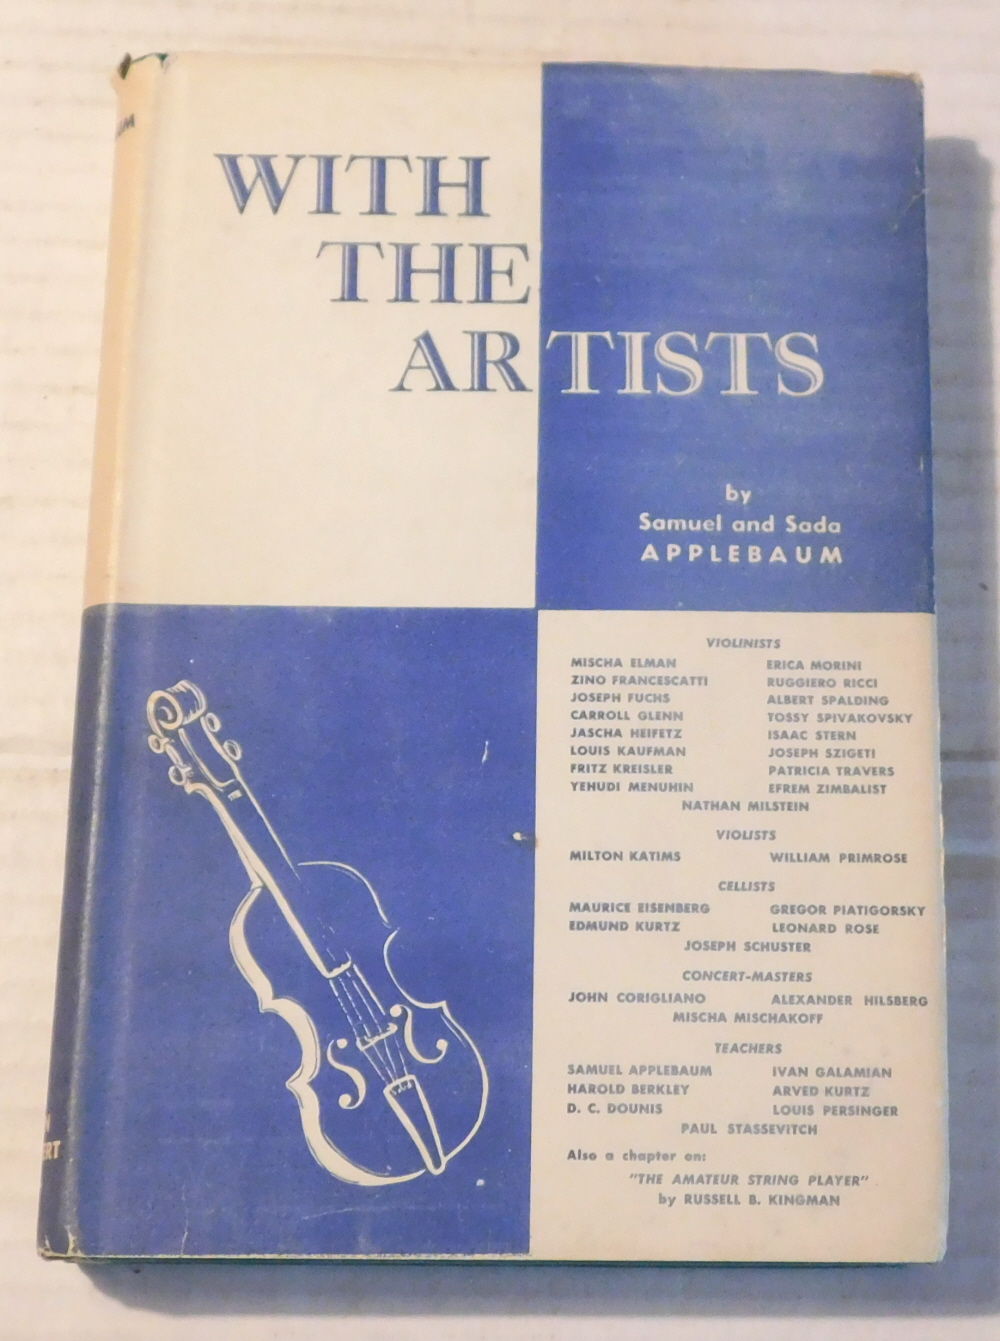 WITH
THE
ARTISTS
by
Samuel and Sada
APPLEBAUM
VIOLINISTS
MISCHA ELMAN ERICA MORINI
ZINO FRANCESCATTI RUGGIERO RICCI
JOSEPH FUCHS ALBERT SPALDING
CARROLL GLENN TOSSY SPIVAKOVSKY
JASCHA HEIFETZ ISAAC STERN
LOUIS KAUFMAN JOSEPH SZIGETI
FRITZ KREISLER PATRICIA TRAVERS
YEHUDI MENUHIN EFREM ZIMBALIST
NATHAN MILSTEIN
VIOLISTS
MILTON KATIMS WILLIAM PRIMROSE
CELLISTS
MAURICE EISENBERG GREGOR PIATIGORSKY
EDMUND KURTZ LEONARD ROSE
JOSEPH SCHUSTER
CONCERT-MASTERS
JOHN CORIGLIANO ALEXANDER HILSBERG
MISCHA MISCHAKOFF
TEACHERS
SAMUEL APPLEBAUM IVAN GALAMIAN
HAROLD BERKLEY ARVED KURTZ
D. C. DOUNIS LOUIS PERSINGER
PAUL STASSEVITCH
Also a chapter on:
"THE AMATEUR STRING PLAYER"
by RUSSELL B. KINGMAN